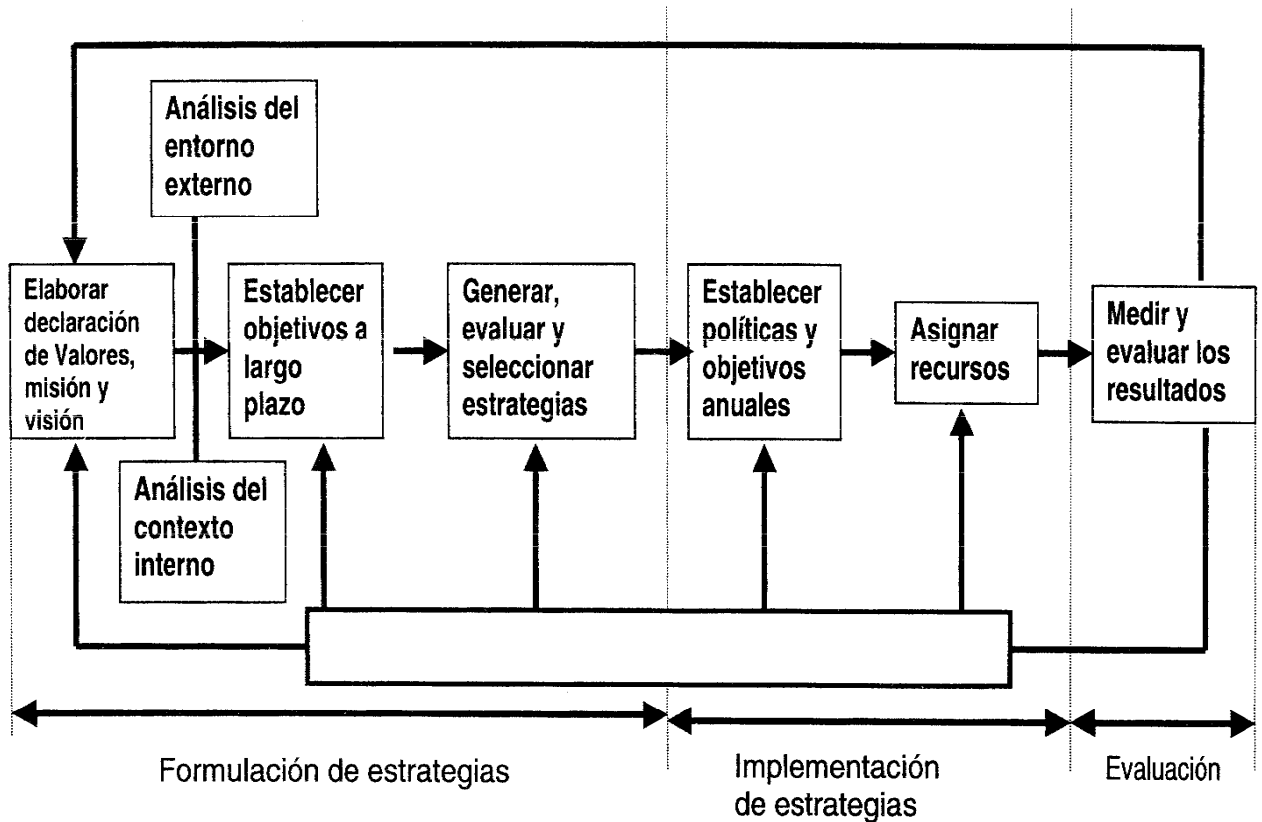 Análisis del
entorno
externo
Elaborar
declaración
de Valores,
misión y
visión
Establecer
objetivos a
largo
plazo
Generar,
evaluar y
seleccionar
estrategias
Establecer
políticas y
objetivos
anuales
Asignar
recursos
Medir y
evaluar los
resultados
Análisis del
contexto
interno
Formulación de estrategias
Implementación
de estrategias
Evaluación